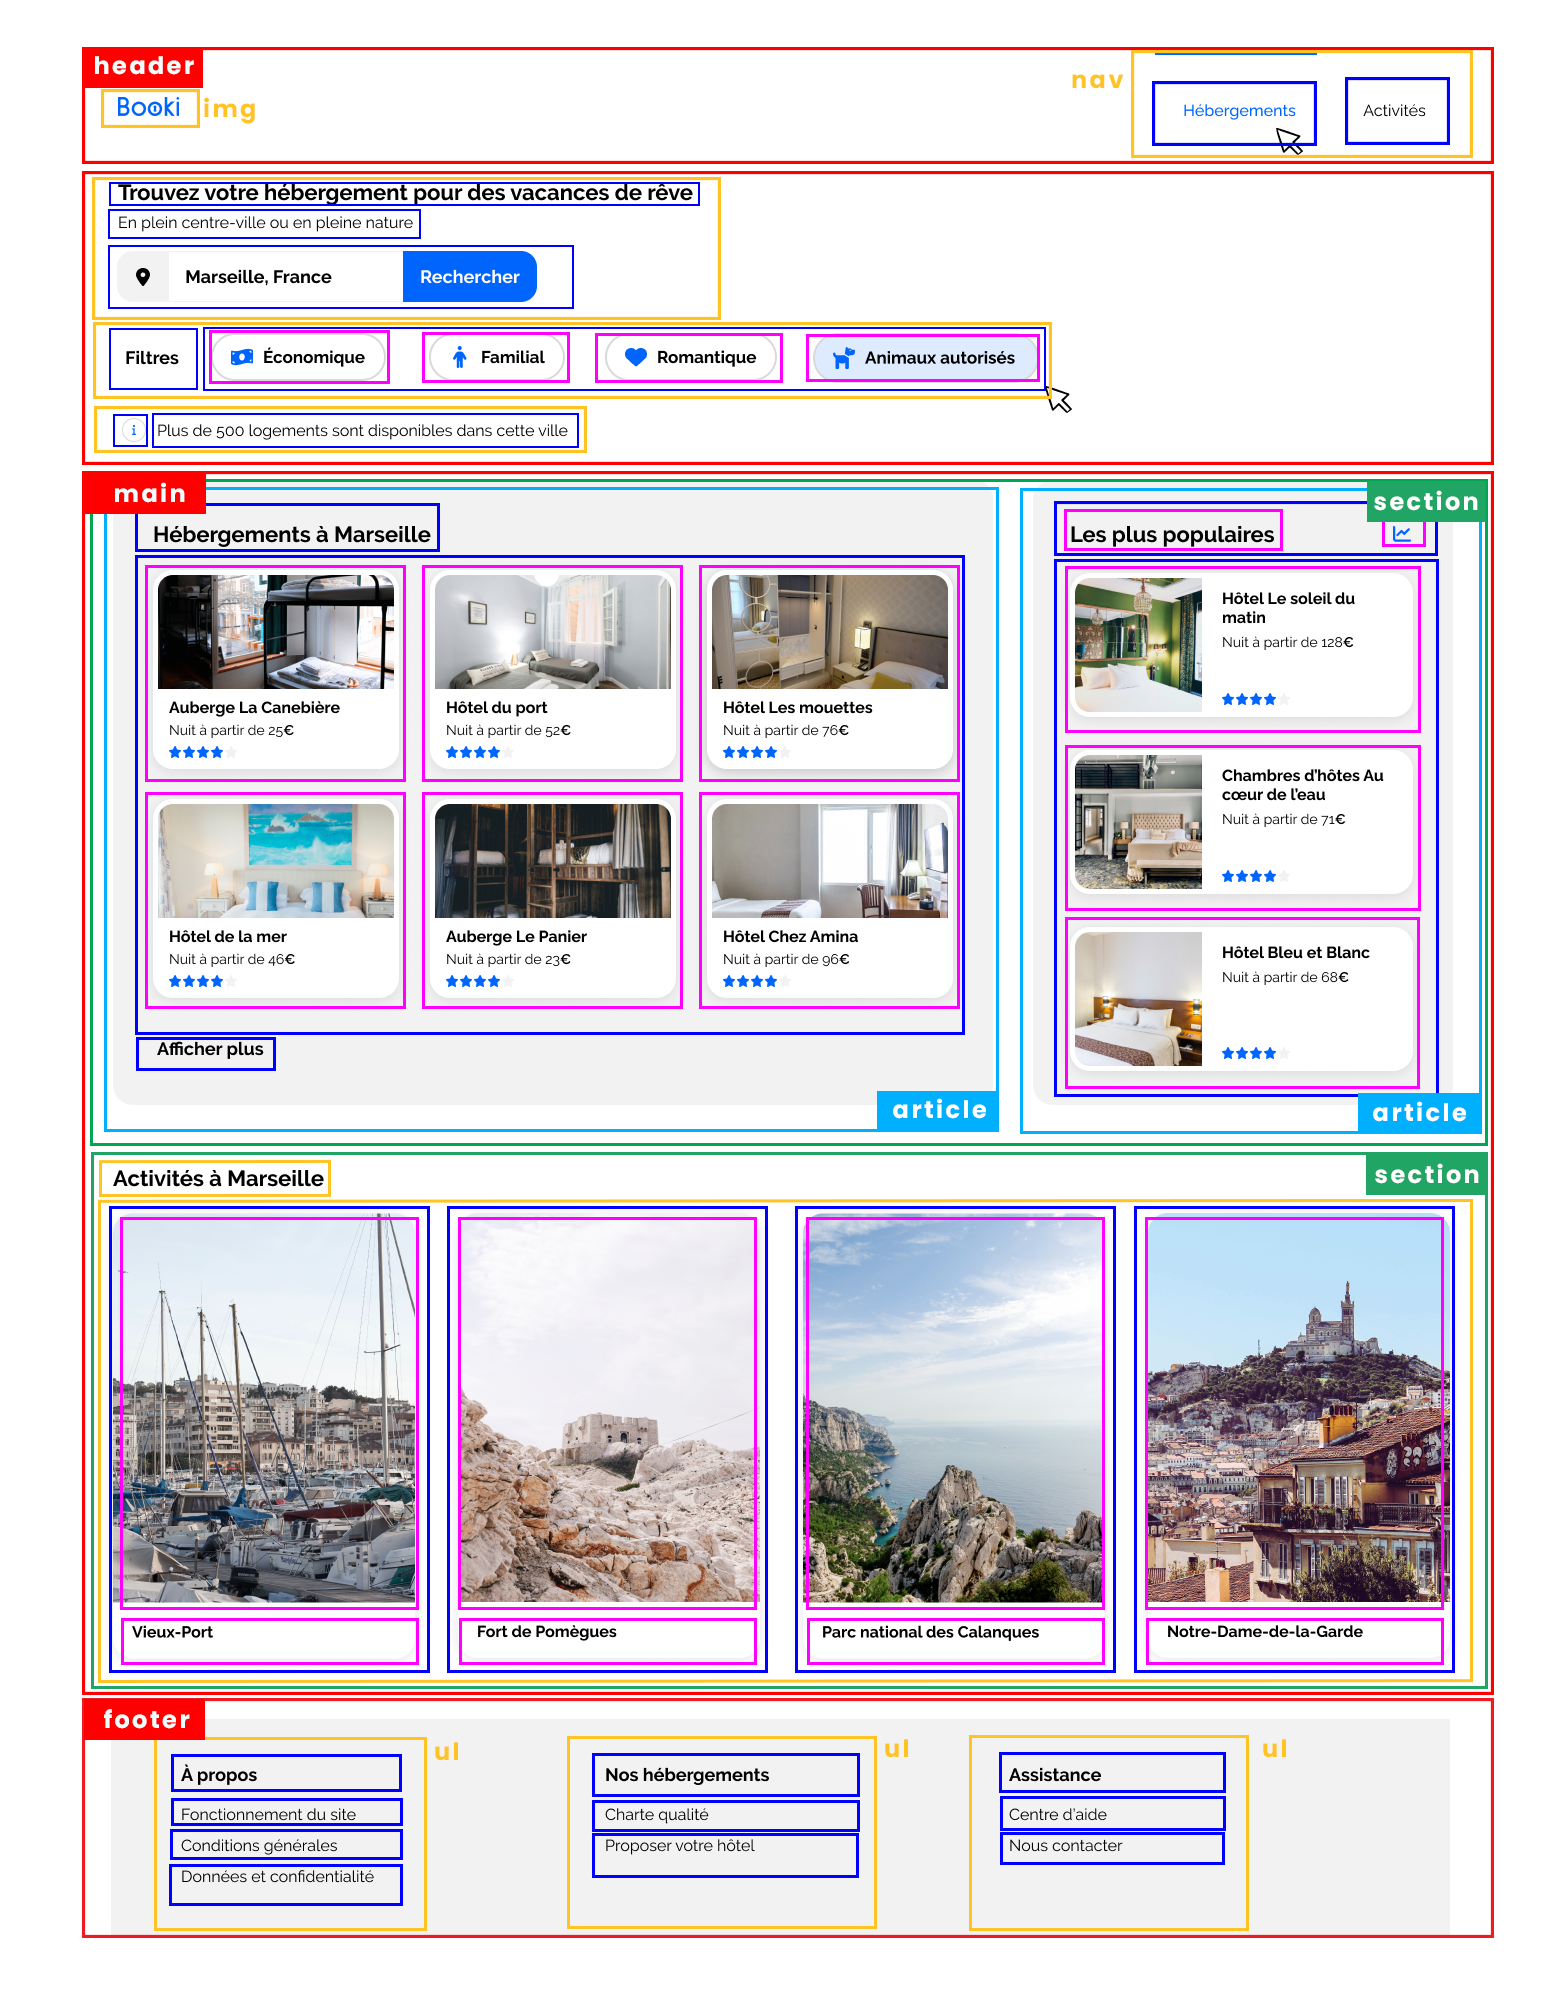 header
Booki
img
nav
Hébergements
Activités
Trouvez votre hébergement pour des vacances de rêve
En plein centre-ville ou en pleine nature
Marseille, France
Rechercher
Filtres
Économique
Familial
Romantique
Animaux autorisés
i
Plus de 500 logements sont disponibles dans cette ville
main
section
Hébergements à Marseille
Auberge La Canebière
Nuit à partir de 25€
Hôtel du port
Nuit à partir de 52€
Hôtel Les mouettes
Nuit à partir de 76€
Hôtel de la mer
Nuit à partir de 46€
Auberge Le Panier
Nuit à partir de 23€
Hôtel Chez Amina
Nuit à partir de 96€
Afficher plus
article
Les plus populaires
Hôtel Le soleil du
matin
Nuit à partir de 128€
Chambres d'hôtes Au
cœur de l'eau
Nuit à partir de 71€
Hôtel Bleu et Blanc
Nuit à partir de 68€
article
Activités à Marseille
section
Vieux-Port
Fort de Pomègues
Parc national des Calanques
Notre-Dame-de-la-Garde
footer
ul
À propos
Fonctionnement du site
Conditions générales
Données et confidentialité
ul
Nos hébergements
Charte qualité
Proposer votre hôtel
ul
Assistance
Centre d'aide
Nous contacter